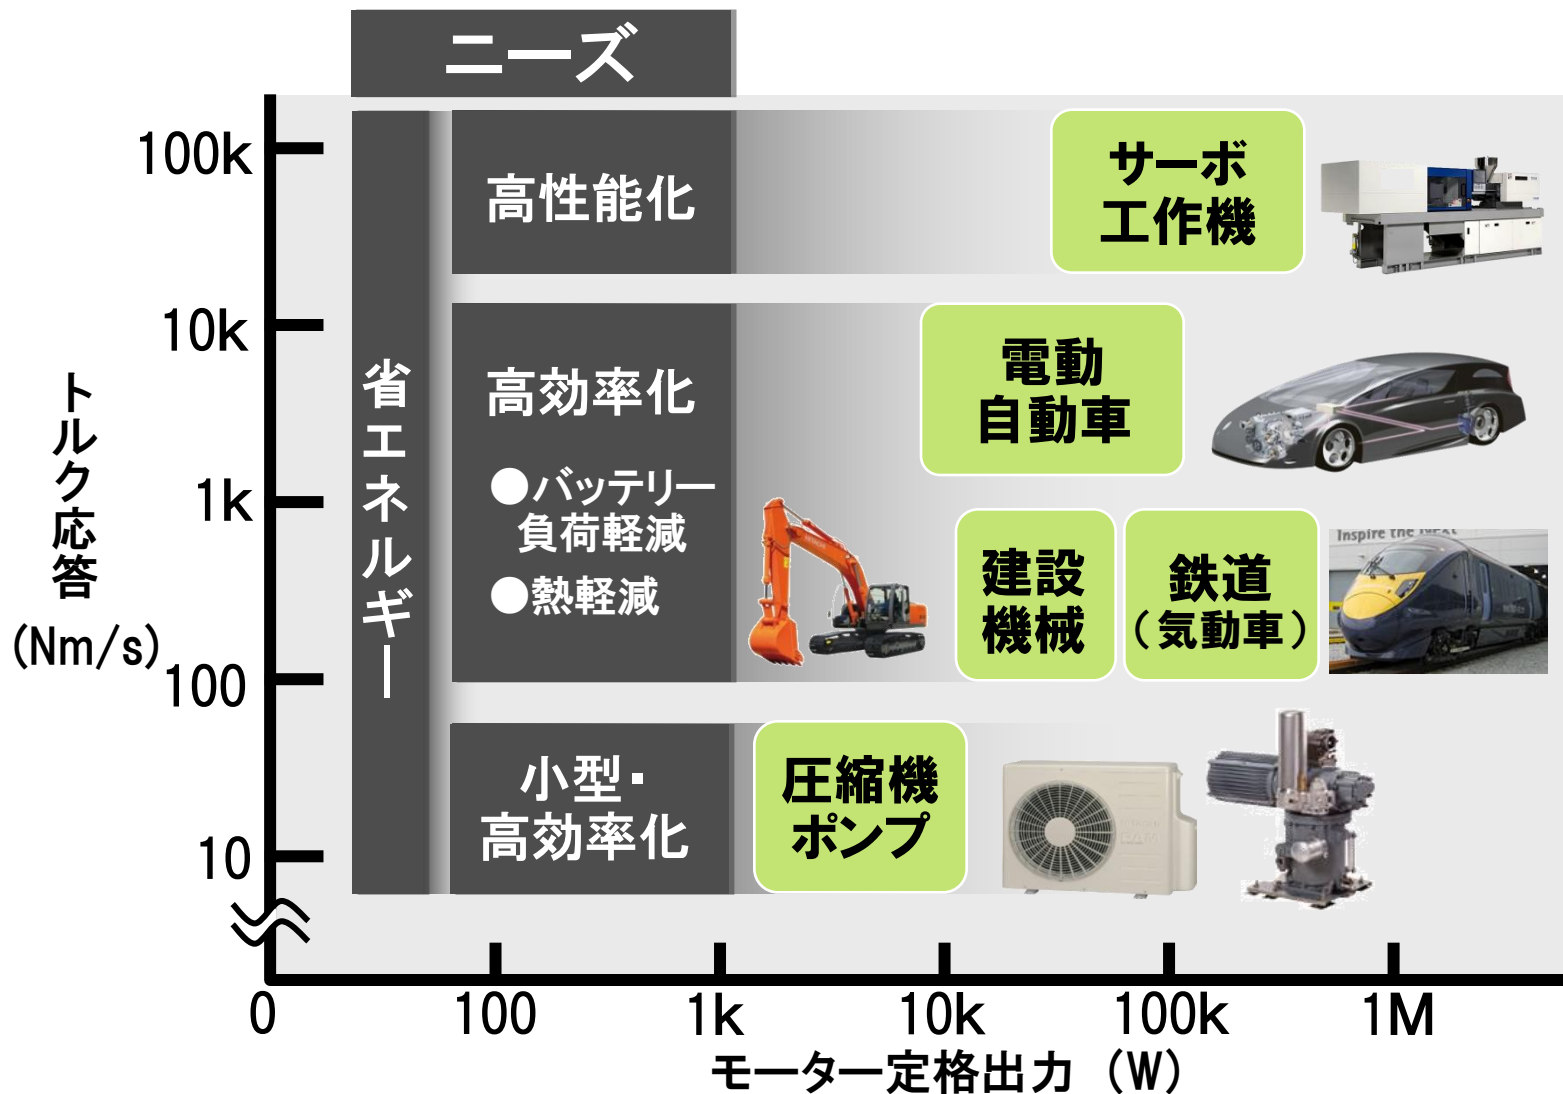 ニーズ
100k
10k
1k
100
10
トルク応答
(Nm/s)
省エネルギー
高性能化
サーボ
工作機
高効率化
●バッテリー
負荷軽減
●熱軽減
電動
自動車
建設
機械
鉄道
（気動車）
Inspire the Next
小型・
高効率化
圧縮機
ポンプ
0
100
1k
10k
100k
1M
モーター定格出力 (W)